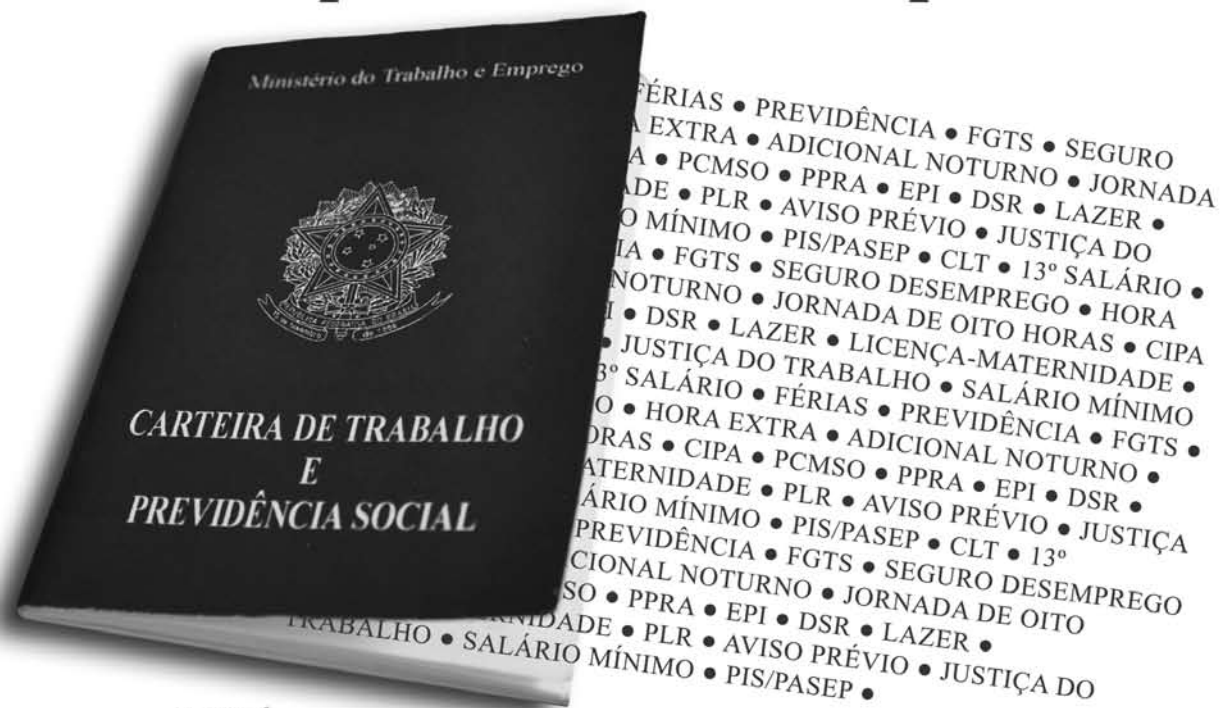 Ministério do Trabalho e Emprego
CARTEIRA DE TRABALHO
E
PREVIDÊNCIA SOCIAL
FÉRIAS ● PREVIDÊNCIA ● FGTS ● SEGURO
EXTRA ● ADICIONAL NOTURNO ● JORNADA
A ● PCMSO ● PPRA ● EPI ● DSR ● LAZER ●
ADE ● PLR ● AVISO PRÉVIO ● JUSTIÇA DO
O MÍNIMO ● PIS/PASEP ● CLT ● 13º SALÁRIO ●
IA ● FGTS ● SEGURO DESEMPREGO ● HORA
NOTURNO ● JORNADA DE OITO HORAS ● CIPA
I ● DSR ● LAZER ● LICENÇA-MATERNIDADE ●
● JUSTIÇA DO TRABALHO ● SALÁRIO MÍNIMO
3º SALÁRIO ● FÉRIAS ● PREVIDÊNCIA ● FGTS ●
O ● HORA EXTRA ● ADICIONAL NOTURNO ●
ORAS ● CIPA ● PCMSO ● PPRA ● EPI ● DSR ●
ATERNIDADE ● PLR ● AVISO PRÉVIO ● JUSTIÇA
ÁRIO MÍNIMO ● PIS/PASEP ● CLT ● 13º
PREVIDÊNCIA ● FGTS ● SEGURO DESEMPREGO
CIONAL NOTURNO ● JORNADA DE OITO
SO ● PPRA ● EPI ● DSR ● LAZER ●
RNIDADE ● PLR ● AVISO PRÉVIO ● JUSTIÇA DO
TRABALHO ● SALÁRIO MÍNIMO ● PIS/PASEP ●